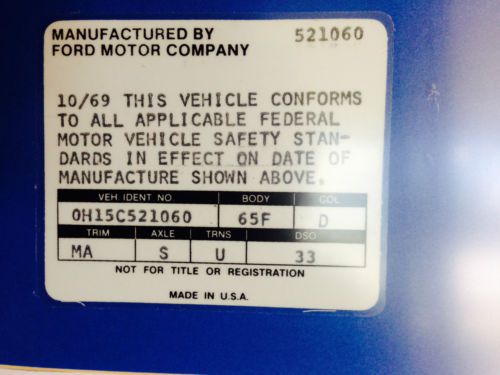 MANUFACTURED BY 521060
FORD MOTOR COMPANY
10/69 THIS VEHICLE CONFORMS
TO ALL APPLICABLE FEDERAL
MOTOR VEHICLE SAFETY STAN-
DARDS IN EFFECT ON DATE OF
MANUFACTURE SHOWN ABOVE.
VEH. IDENT NO BODY COL
0H15C521060 65F D
TRIM AXLE TRNS DSO
MA S U 33
NOT FOR TITLE OR REGISTRATION
MADE IN U.S.A.